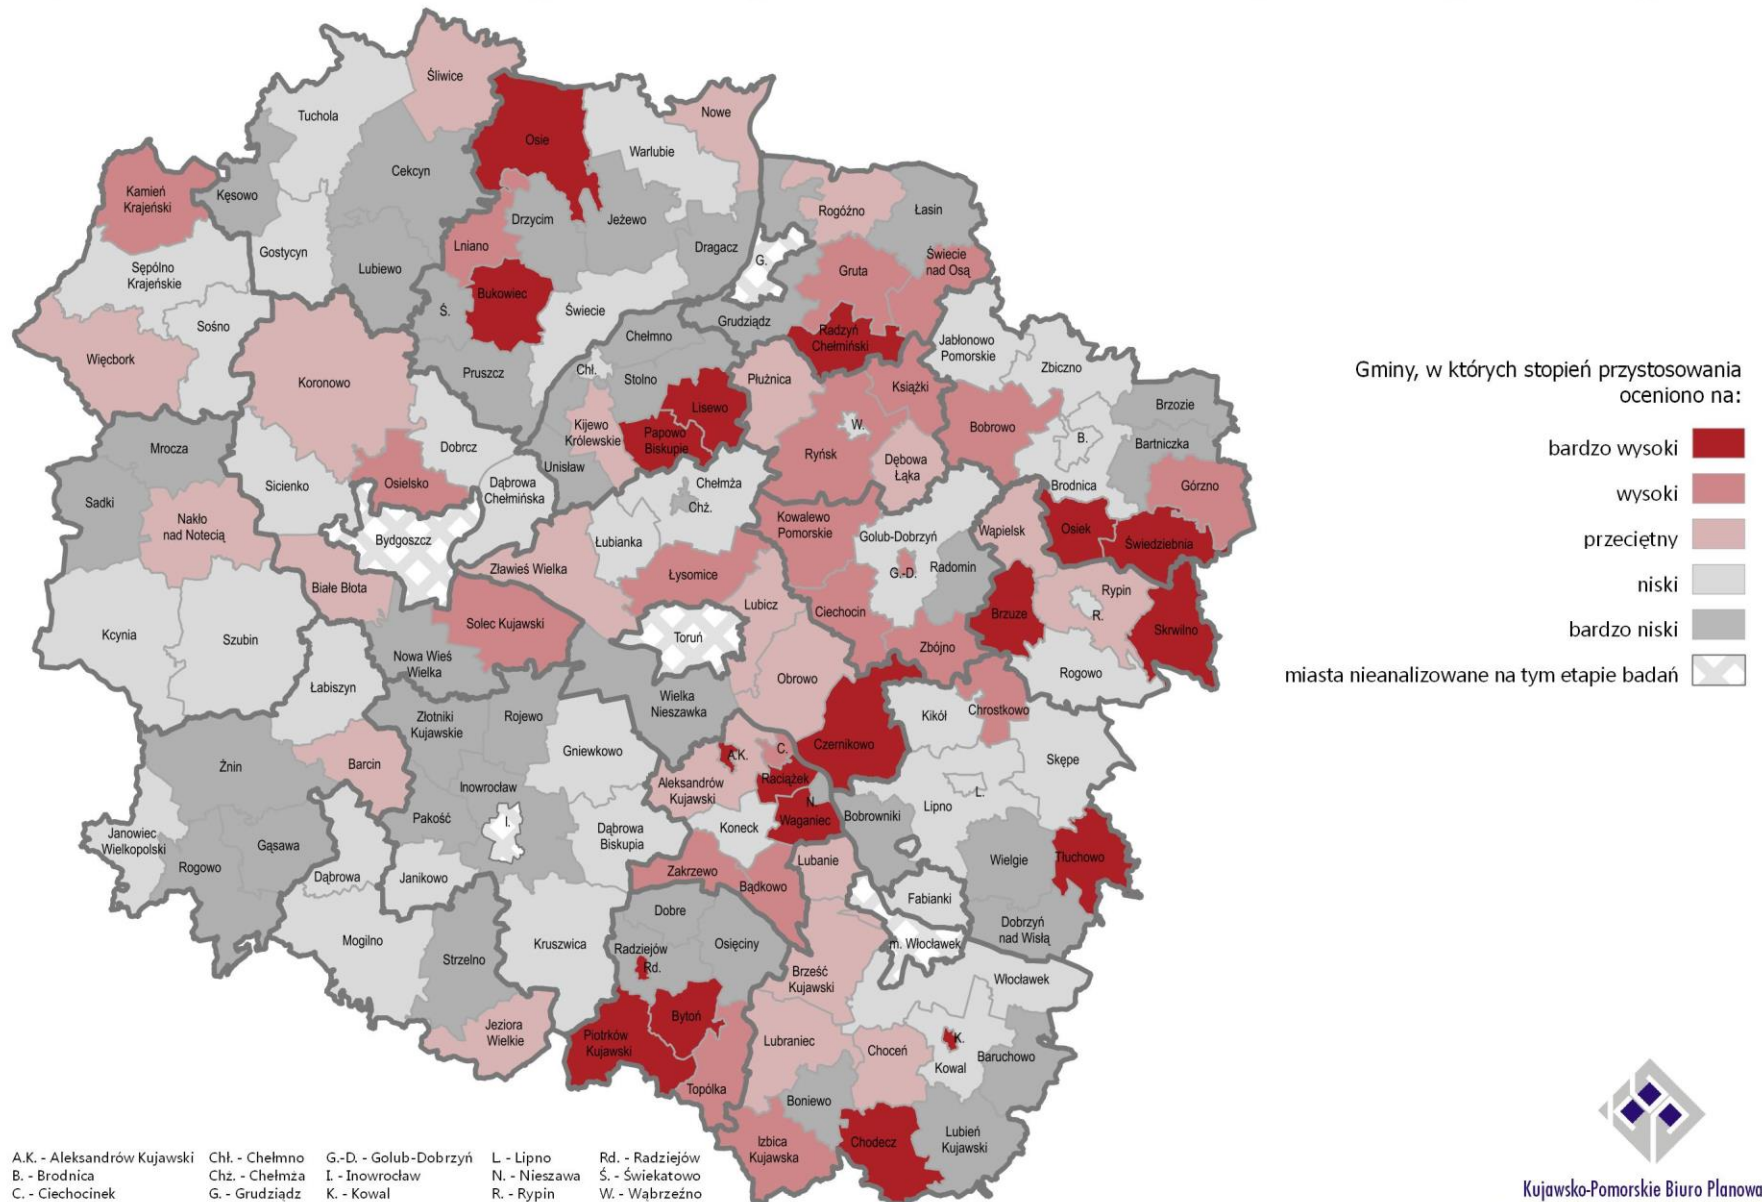 Śliwice
Tuchola
Nowe
Osie
Warlubie
Cekcyn
Kamień
Krajeński
Kęsowo
Rogóźno
Łasin
Drzycim
Jeżewo
Lniano
Dragacz
Gostycyn
Świecie
nad Osą
G.
Gruta
Sępólno
Krajeńskie
Lubiewo
Bukowiec
Ś.
Świecie
Grudziądz
Sośno
Radzyń
Chełmiński
Chełmno
Jabłonowo
Pomorskie
Więcbork
Zbiczno
Chł.
Pruszcz
Stolno
Płużnica
Koronowo
Książki
Lisewo
Brzozie
Kijewo
Królewskie
W.
Bobrowo
B.
Bartniczka
Mrocza
Dobrcz
Papowo
Biskupie
Ryńsk
Unisław
Dębowa
Łąka
Osielsko
Sicienko
Dąbrowa
Chełmińska
Chełmża
Brodnica
Górzno
Sadki
Chż.
Nakło
nad Notecią
Kowalewo
Pomorskie
Osiek
Wąpielsk
Golub-Dobrzyń
Bydgoszcz
Łubianka
Świedziebnia
Zławieś Wielka
Łysomice
G.-D.
Radomin
Białe Błota
Rypin
Lubicz
Ciechocin
Brzuze
R.
Solec Kujawski
Skrwilno
Kcynia
Szubin
Toruń
Zbójno
Nowa Wieś
Wielka
Rogowo
Obrowo
Łabiszyn
Wielka
Nieszawka
Chrostkowo
Kikół
Złotniki
Kujawskie
Rojewo
Czernikowo
Gniewkowo
C.
A.K.
Skępe
Żnin
Barcin
Raciążek
Aleksandrów
Kujawski
Inowrocław
L.
N.
Lipno
Pakość
I.
Waganiec
Bobrowniki
Koneck
Janowiec
Wielkopolski
Dąbrowa
Biskupia
Gąsawa
Lubanie
Wielgie
Tłuchowo
Rogowo
Zakrzewo
Dąbrowa
Janikowo
Bądkowo
Fabianki
Dobre
Dobrzyń
nad Wisłą
Mogilno
Kruszwica
Osięciny
m. Włocławek
Radziejów
Strzelno
Rd.
Brześć
Kujawski
Włocławek
Bytoń
Jeziora
Wielkie
Piotrków
Kujawski
Lubraniec
K.
Choceń
Baruchowo
Kowal
Topólka
Boniewo
Izbica
Kujawska
Chodecz
Lubień
Kujawski
Gminy, w których stopień przystosowania
oceniono na:
bardzo wysoki
wysoki
przeciętny
niski
bardzo niski
miasta nieanalizowane na tym etapie badań
A.K. - Aleksandrów Kujawski Chł. - Chełmno G.-D. - Golub-Dobrzyń L. - Lipno Rd. - Radziejów
B. - Brodnica Chż. - Chełmża I. - Inowrocław N. - Nieszawa Ś. - Świekatowo
C. - Ciechocinek G. - Grudziądz K. - Kowal R. - Rypin W. - Wąbrzeźno
Kujawsko-Pomorskie Biuro Planowa